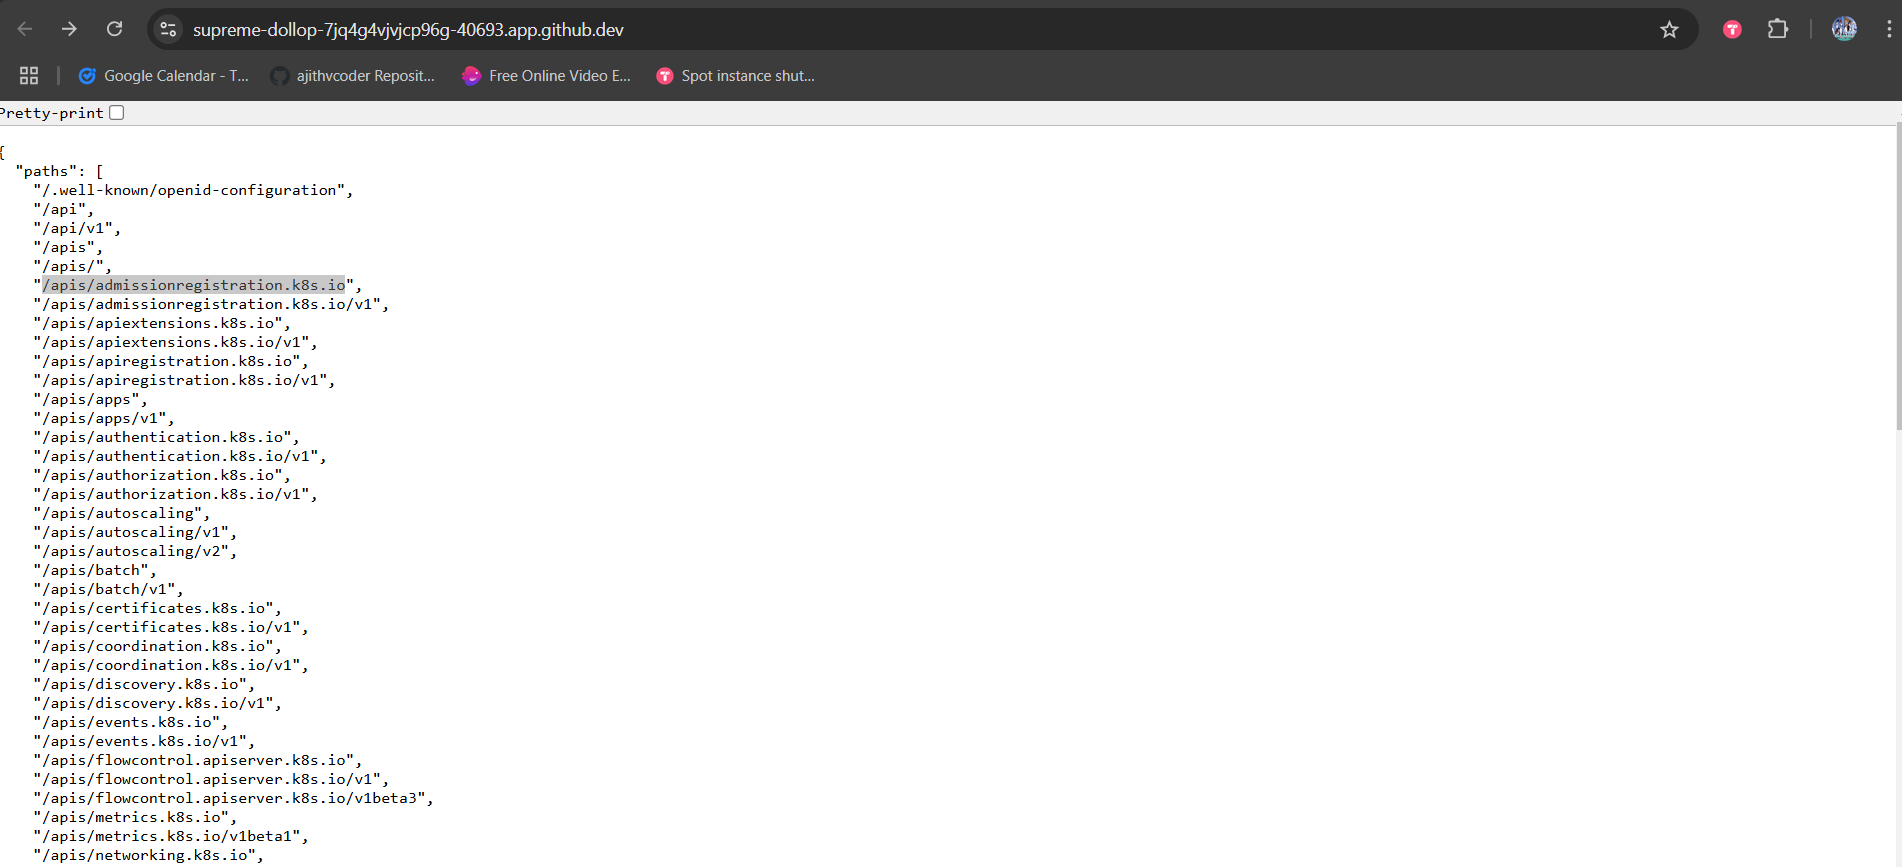 supreme-dollop-7jq4g4vjvjcp96g-40693.app.github.dev
Google Calendar - T...
ajithvcoder Reposit...
Free Online Video E...
Spot instance shut...
Pretty-print
{
"paths": [
"/.well-known/openid-configuration",
"/api",
"/api/v1",
"/apis",
"/apis/",
"/apis/admissionregistration.k8s.io",
"/apis/admissionregistration.k8s.io/v1",
"/apis/apiextensions.k8s.io",
"/apis/apiextensions.k8s.io/v1",
"/apis/apiregistration.k8s.io",
"/apis/apiregistration.k8s.io/v1",
"/apis/apps",
"/apis/apps/v1",
"/apis/authentication.k8s.io",
"/apis/authentication.k8s.io/v1",
"/apis/authorization.k8s.io",
"/apis/authorization.k8s.io/v1",
"/apis/autoscaling",
"/apis/autoscaling/v1",
"/apis/autoscaling/v2",
"/apis/batch",
"/apis/batch/v1",
"/apis/certificates.k8s.io",
"/apis/certificates.k8s.io/v1",
"/apis/coordination.k8s.io",
"/apis/coordination.k8s.io/v1",
"/apis/discovery.k8s.io",
"/apis/discovery.k8s.io/v1",
"/apis/events.k8s.io",
"/apis/events.k8s.io/v1",
"/apis/flowcontrol.apiserver.k8s.io",
"/apis/flowcontrol.apiserver.k8s.io/v1",
"/apis/flowcontrol.apiserver.k8s.io/v1beta3",
"/apis/metrics.k8s.io",
"/apis/metrics.k8s.io/v1beta1",
"/apis/networking.k8s.io",